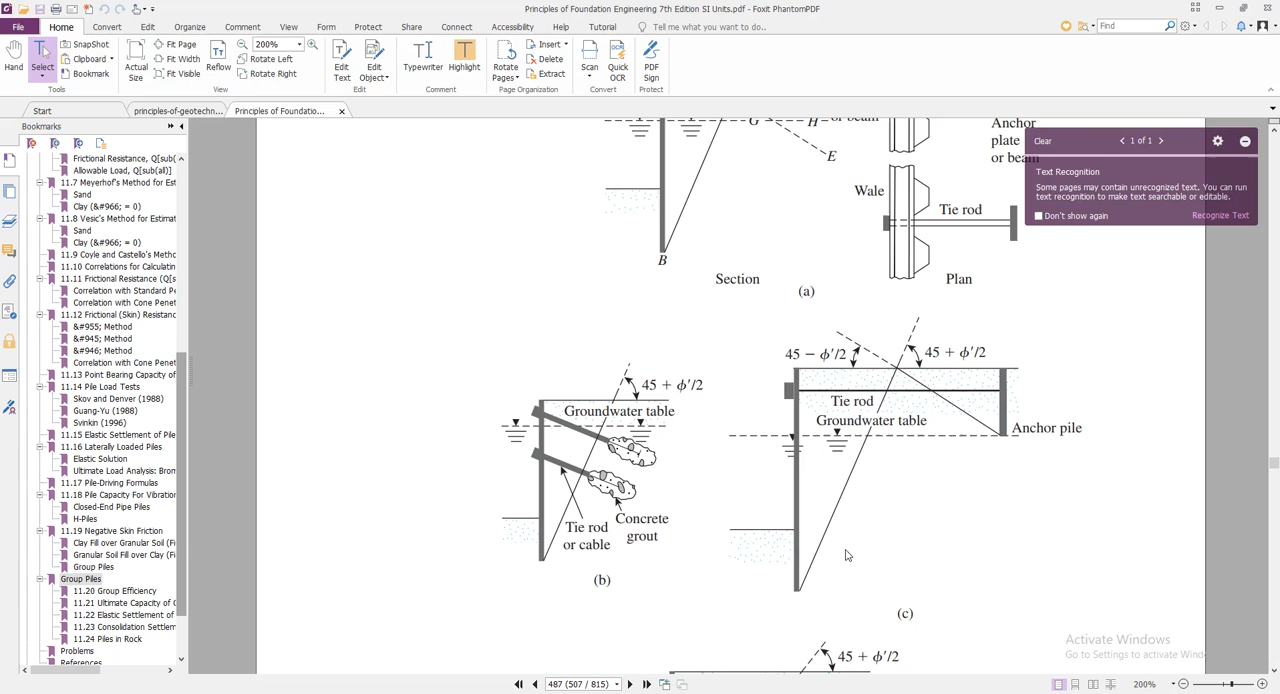 Principles of Foundation Engineering 7th Edition SI Units.pdf - Foxit PhantomPDF
File Home Convert Edit Organize Comment View Form Protect Share Connect Accessibility Help Tutorial Tell me what you want to do... Find
Hand
Select
SnapShot
Clipboard
Bookmark
Tools
Actual Size
Fit Page
Fit Width
Fit Visible
Reflow
200%
Rotate Left
Rotate Right
View
Edit Text
Edit Object
Edit
Typewriter
Highlight
Comment
Rotate Pages
Insert
Delete
Extract
Page Organization
Scan
Quick OCR
Convert
PDF Sign
Protect
Start principles-of-geotechn... Principles of Foundatio...
Bookmarks
Frictional Resistance, Q[sub(
Allowable Load, Q[sub(all)]
11.7 Meyerhof's Method for Est
Sand
Clay (&#966; = 0)
11.8 Vesic's Method for Estimat
Sand
Clay (&#966; = 0)
11.9 Coyle and Castello's Metho
11.10 Correlations for Calculatin
11.11 Frictional Resistance (Q[su
Correlation with Standard Pe
Correlation with Cone Penet
11.12 Frictional (Skin) Resistanc
&#955; Method
&#945; Method
&#946; Method
Correlation with Cone Penet
11.13 Point Bearing Capacity of
11.14 Pile Load Tests
Skov and Denver (1988)
Guang-Yu (1988)
Svinkin (1996)
11.15 Elastic Settlement of Pile
11.16 Laterally Loaded Piles
Elastic Solution
Ultimate Load Analysis: Brom
11.17 Pile-Driving Formulas
11.18 Pile Capacity For Vibration
Closed-End Pipe Piles
H-Piles
11.19 Negative Skin Friction
Clay Fill over Granular Soil (Fi
Granular Soil Fill over Clay (Fi
Group Piles
Group Piles
11.20 Group Efficiency
11.21 Ultimate Capacity of G
11.22 Elastic Settlement of
11.23 Consolidation Settlem
11.24 Piles in Rock
Problems
References
G H or beam
E
B
Section
Anchor
plate
or beam
Wale
Tie rod
Plan
(a)
Clear 1 of 1
Text Recognition
Some pages may contain unrecognized text. You can run
text recognition to make text searchable or editable.
Don't show again Recognize Text
45 + ϕ′/2
Groundwater table
Tie rod
or cable
Concrete
grout
(b)
45 − ϕ′/2
45 + ϕ′/2
Tie rod
Groundwater table
Anchor pile
(c)
45 + ϕ′/2
Activate Windows
Go to Settings to activate Windows
487 (507 / 815)
200%